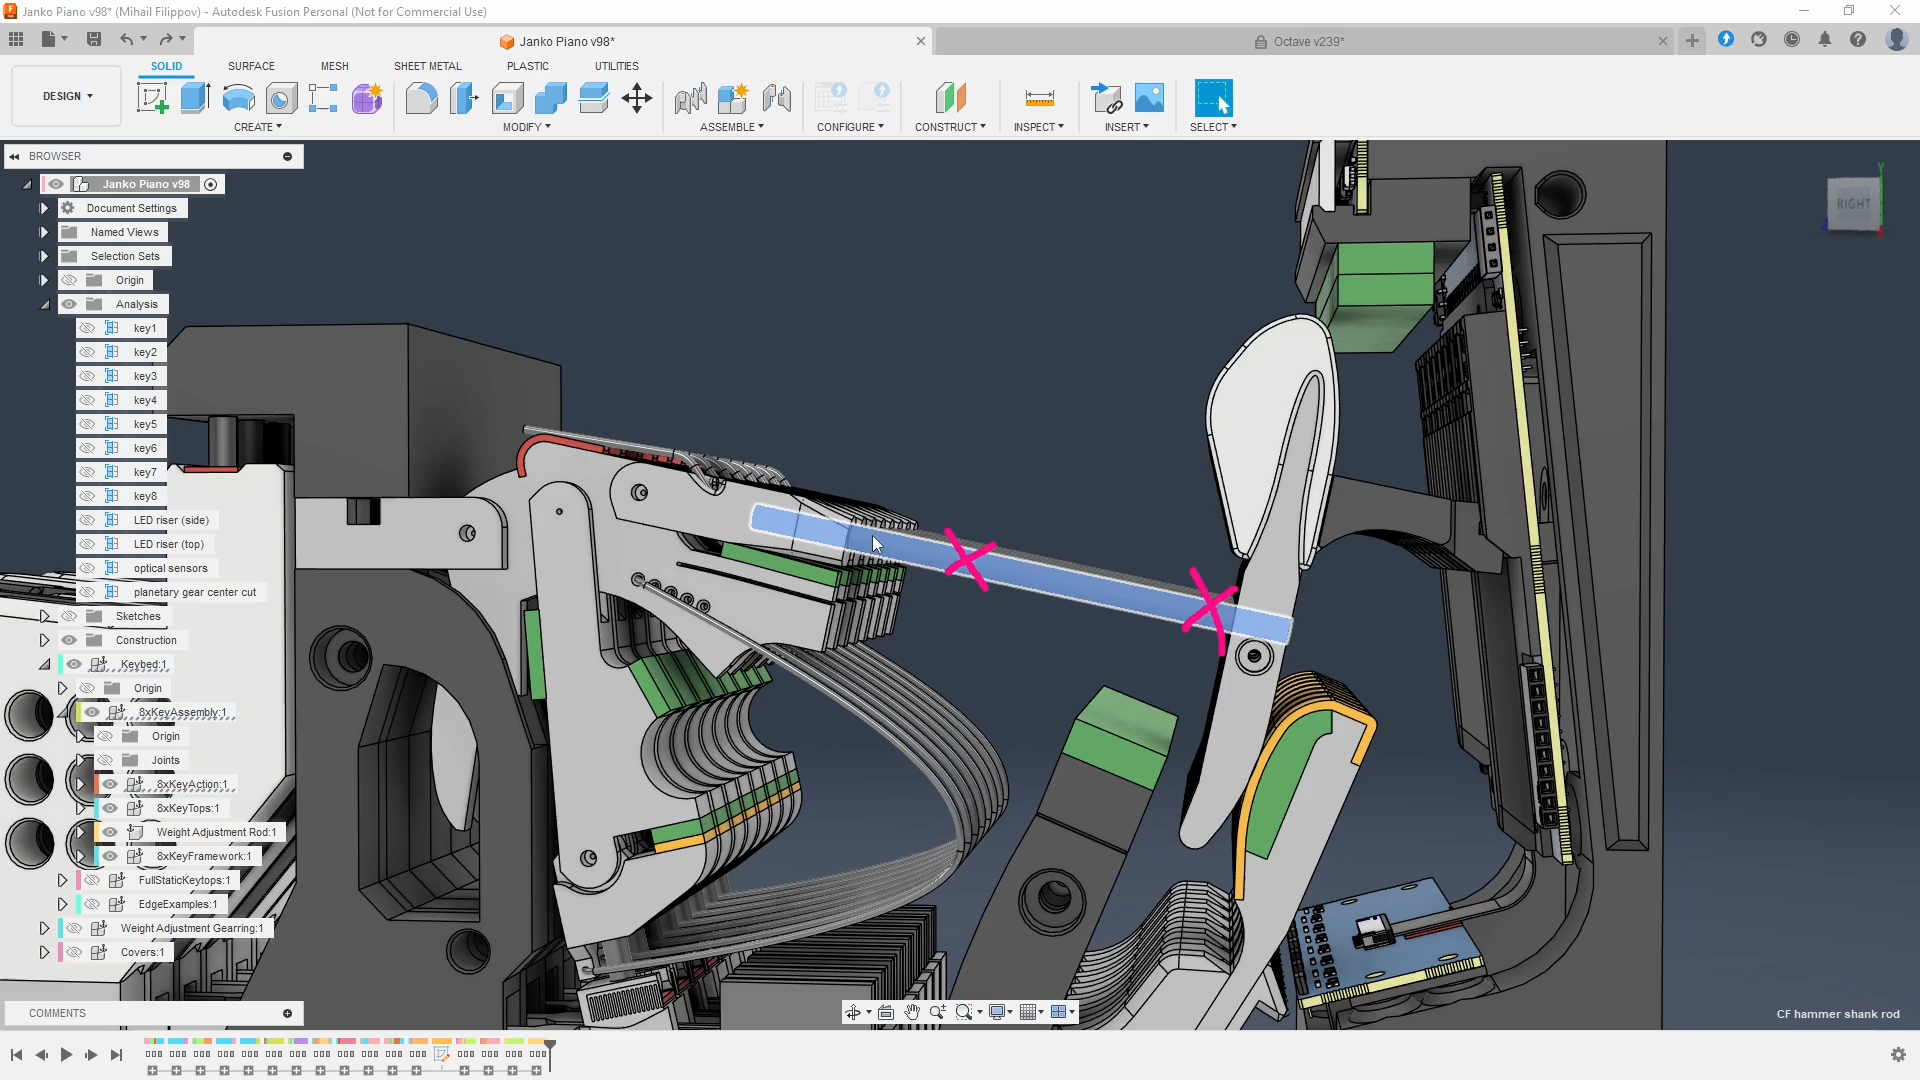 Janko Piano v98* (Mihail Filippov) - Autodesk Fusion Personal (Not for Commercial Use)
Janko Piano v98*
Octave v239*
DESIGN
SOLID
SURFACE
MESH
SHEET METAL
PLASTIC
UTILITIES
CREATE
MODIFY
ASSEMBLE
CONFIGURE
CONSTRUCT
INSPECT
INSERT
SELECT
BROWSER
Janko Piano v98
Document Settings
Named Views
Selection Sets
Origin
Analysis
key1
key2
key3
key4
key5
key6
key7
key8
LED riser (side)
LED riser (top)
optical sensors
planetary gear center cut
Sketches
Construction
Keybed:1
Origin
8xKeyAssembly:1
Origin
Joints
8xKeyAction:1
8xKeyTops:1
Weight Adjustment Rod:1
8xKeyFramework:1
FullStaticKeytops:1
EdgeExamples:1
Weight Adjustment Gearring:1
Covers:1
COMMENTS
RIGHT
Y
Z
X
CF hammer shank rod